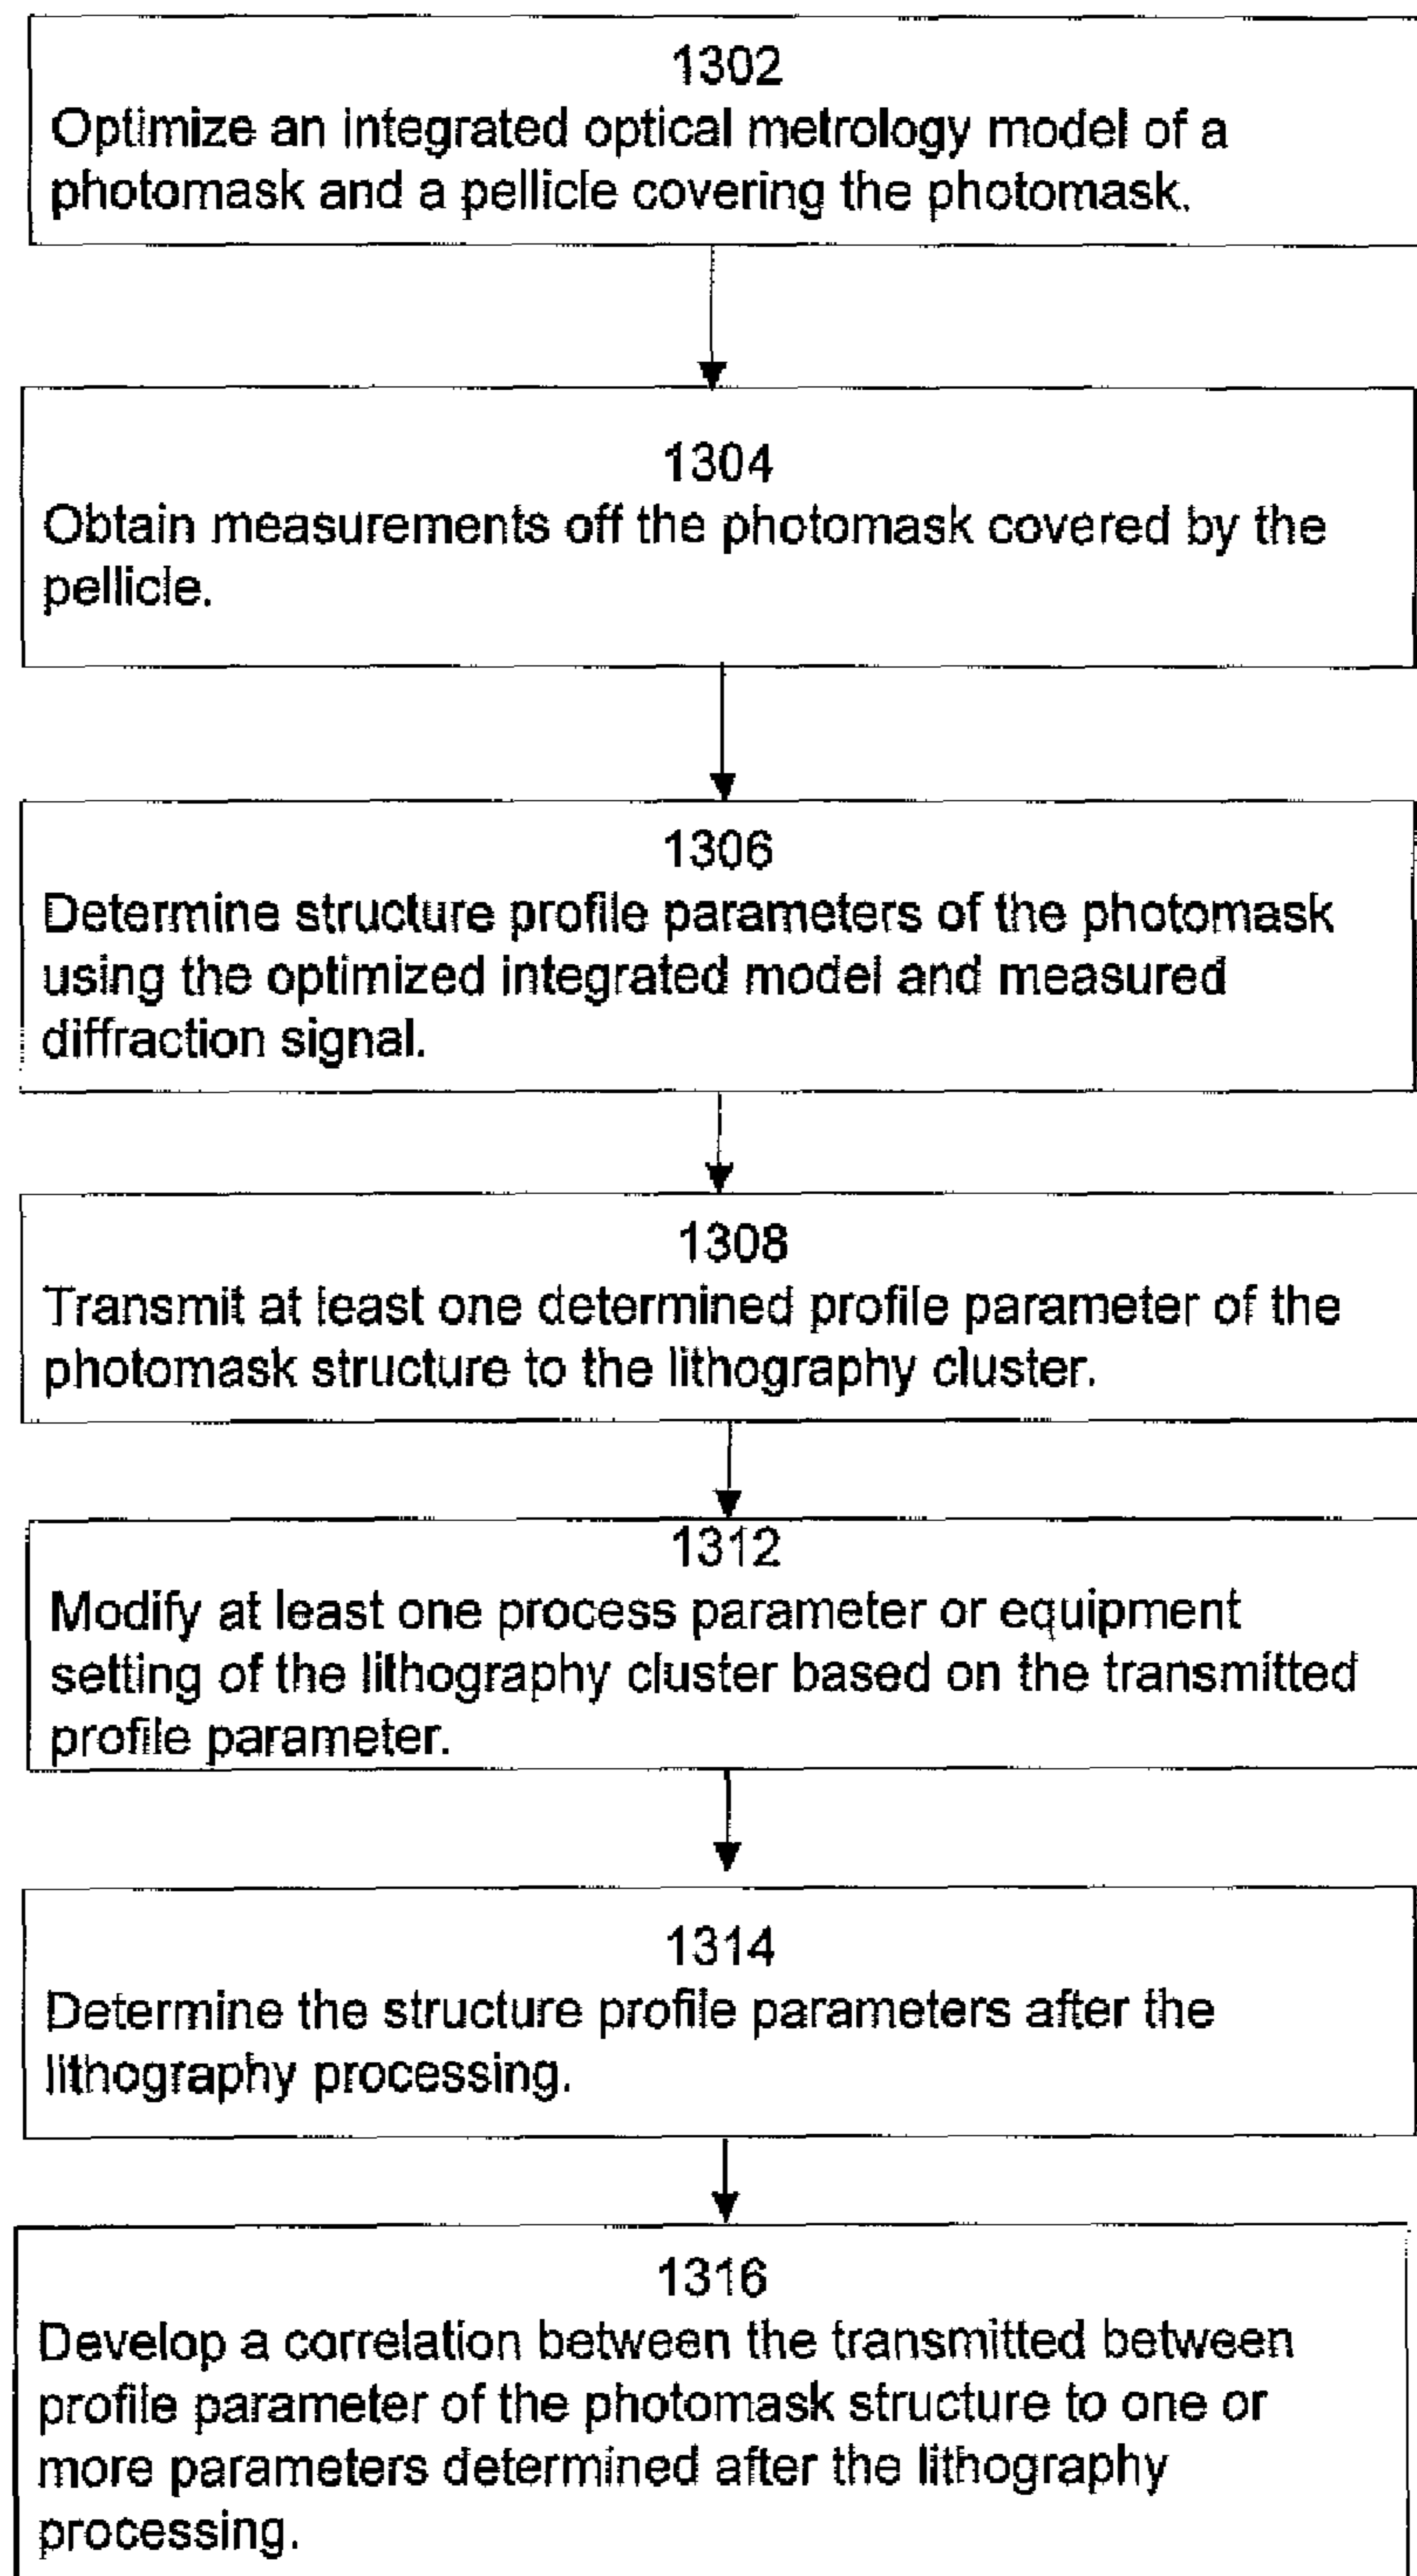 1302
Optimize an integrated optical metrology model of a
photomask and a pellicle covering the photomask.
1304
Obtain measurements off the photomask covered by the
pellicle.
1306
Determine structure profile parameters of the photomask
using the optimized integrated model and measured
diffraction signal.
1308
Transmit at least one determined profile parameter of the
photomask structure to the lithography cluster.
1312
Modify at least one process parameter or equipment
setting of the lithography cluster based on the transmitted
profile parameter.
1314
Determine the structure profile parameters after the
lithography processing.
1316
Develop a correlation between the transmitted between
profile parameter of the photomask structure to one or
more parameters determined after the lithography
processing.